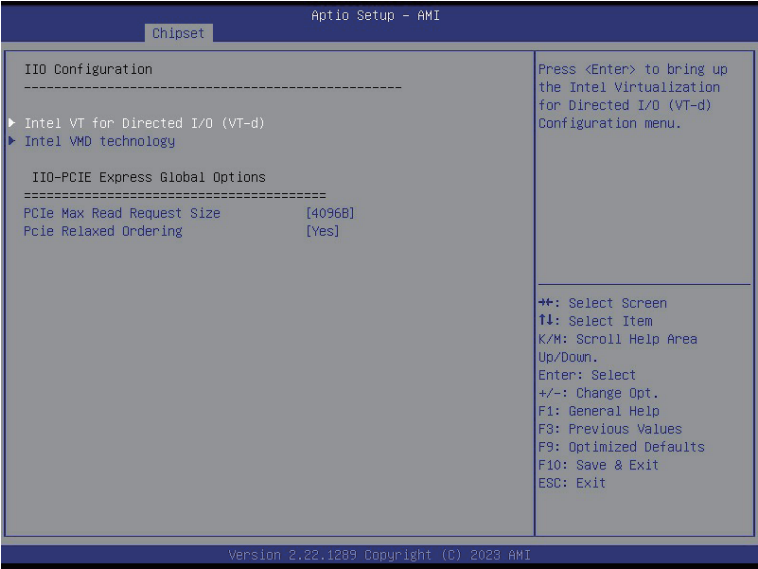 Aptio Setup – AMI
Chipset
IIO Configuration
--------------------------------------------------
Intel VT for Directed I/O (VT-d)
Intel VMD technology
IIO-PCIE Express Global Options
========================================
PCIe Max Read Request Size [4096B]
Pcie Relaxed Ordering [Yes]
Press <Enter> to bring up
the Intel Virtualization
for Directed I/O (VT-d)
Configuration menu.
→←: Select Screen
↑↓: Select Item
K/M: Scroll Help Area
Up/Down.
Enter: Select
+/-: Change Opt.
F1: General Help
F3: Previous Values
F9: Optimized Defaults
F10: Save & Exit
ESC: Exit
Version 2.22.1289 Copyright (C) 2023 AMI